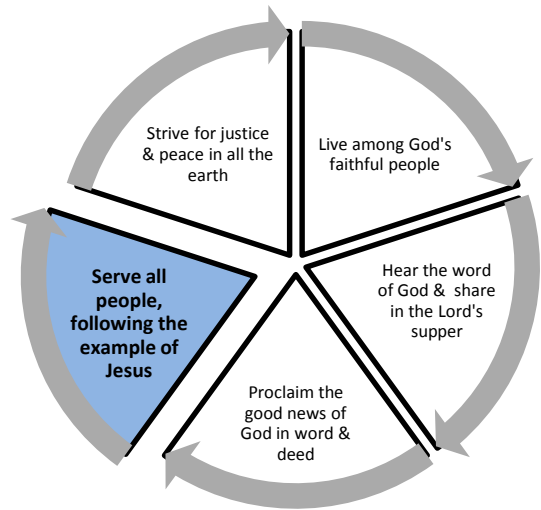 Live among God's
faithful people
Hear the word
of God & share
in the Lord's
supper
Proclaim the
good news of
God in word &
deed
Serve all
people,
following the
example of
Jesus
Strive for justice
& peace in all the
earth